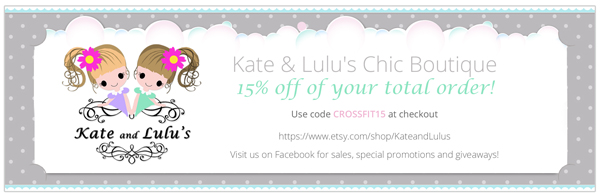 Kate and Lulu's
Kate & Lulu's Chic Boutique
15% off of your total order!
Use code CROSSFIT15 at checkout
https://www.etsy.com/shop/KateandLulus
Visit us on Facebook for sales, special promotions and giveaways!